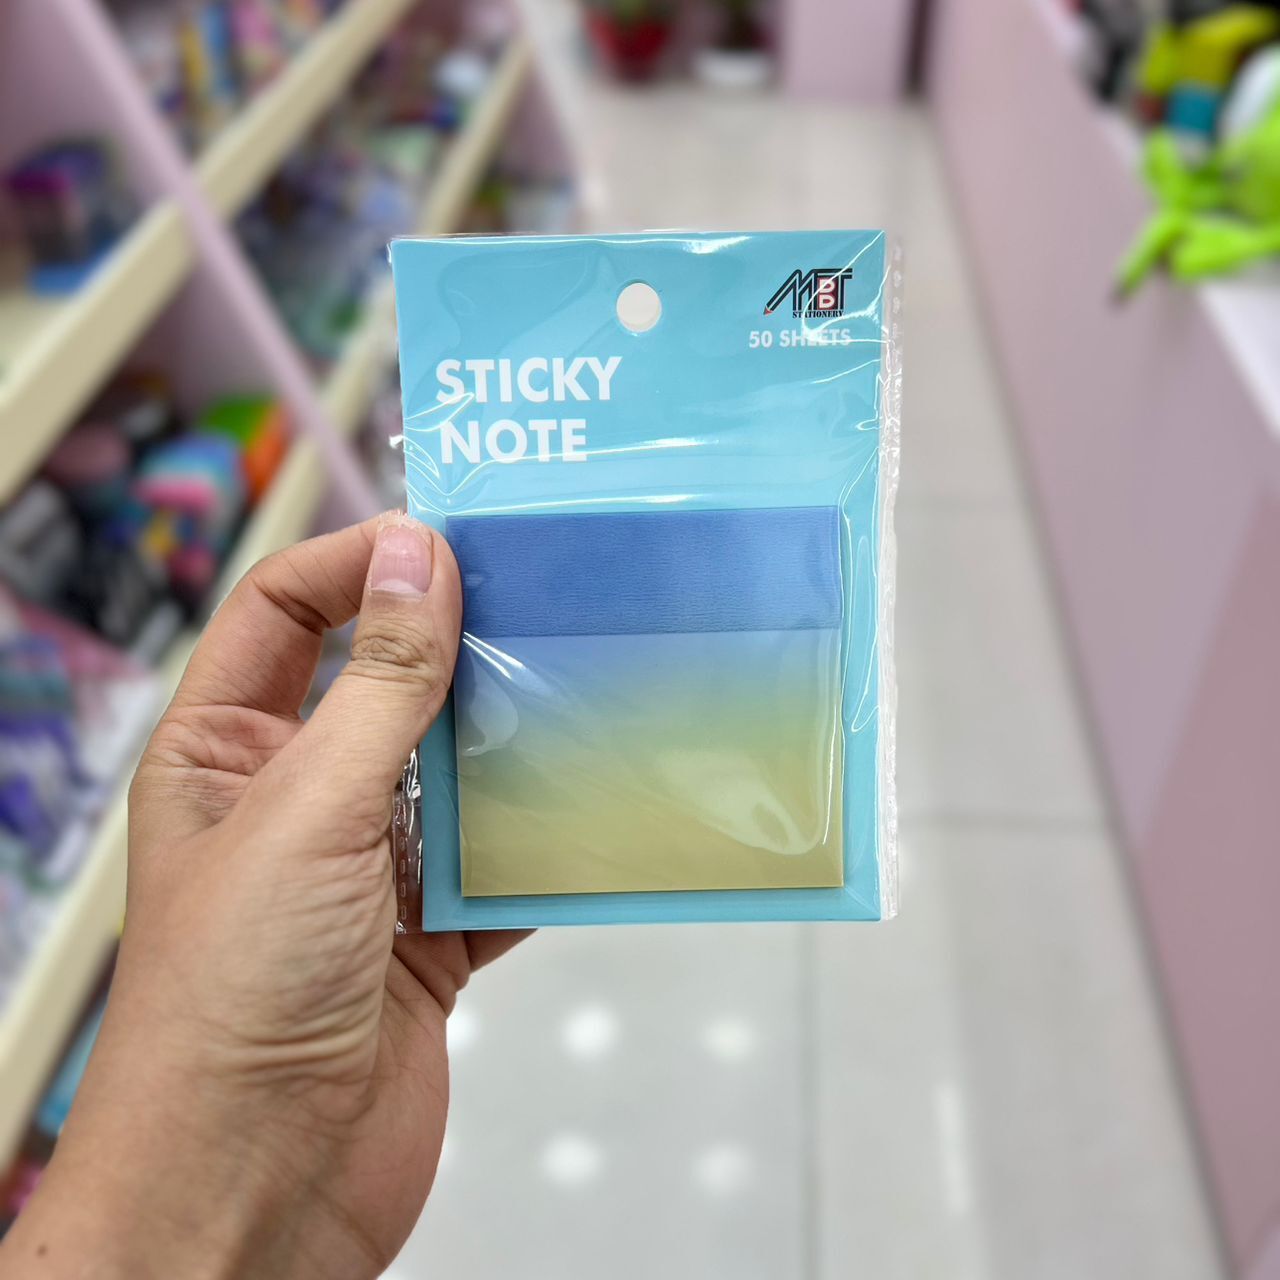 MBT
STATIONERY
50 SHEETS
STICKY
NOTE